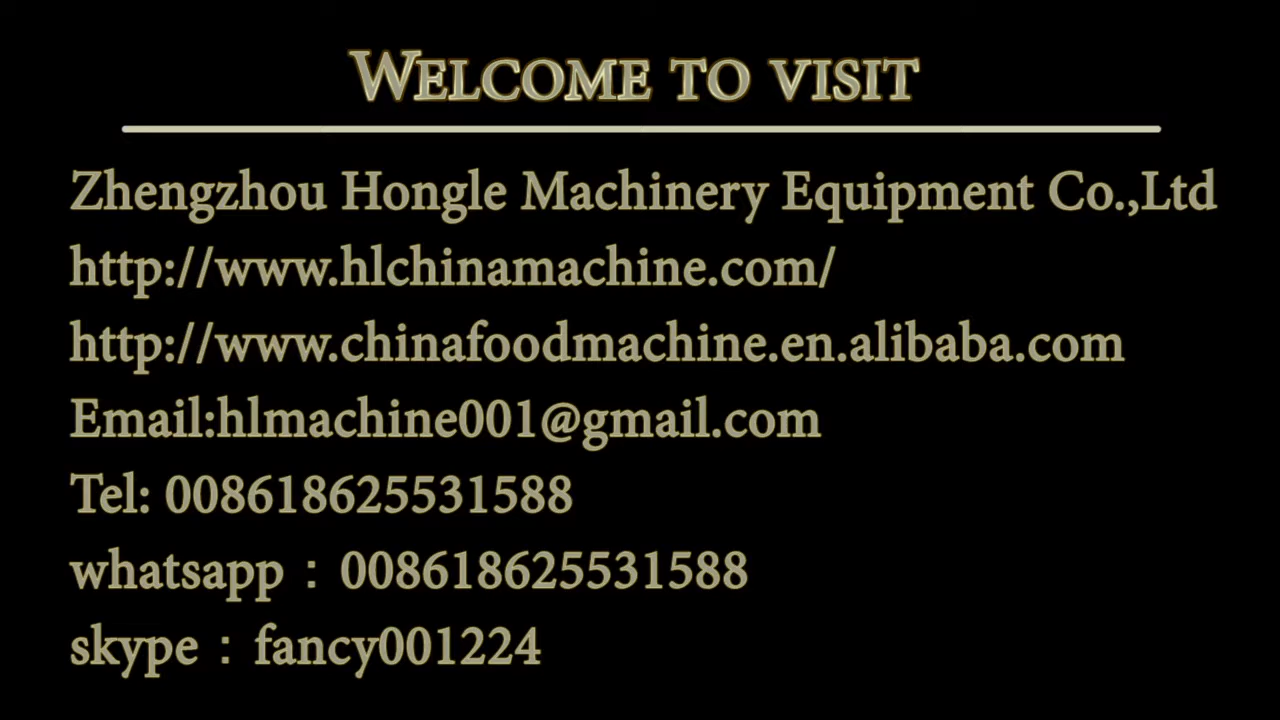 WELCOME TO VISIT
Zhengzhou Hongle Machinery Equipment Co.,Ltd
http://www.hlchinamachine.com/
http://www.chinafoodmachine.en.alibaba.com
Email:hlmachine001@gmail.com
Tel: 008618625531588
whatsapp：008618625531588
skype：fancy001224